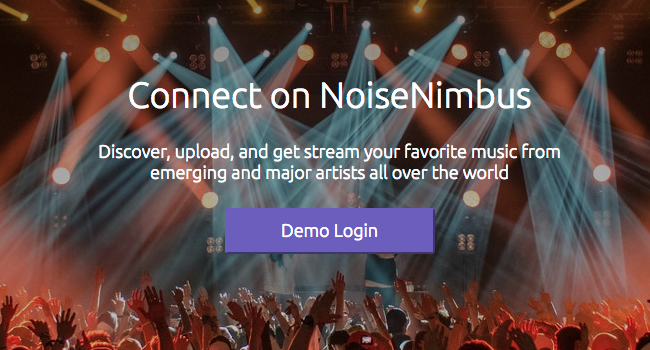 Connect on NoiseNimbus
Discover, upload, and get stream your favorite music from
emerging and major artists all over the world
Demo Login